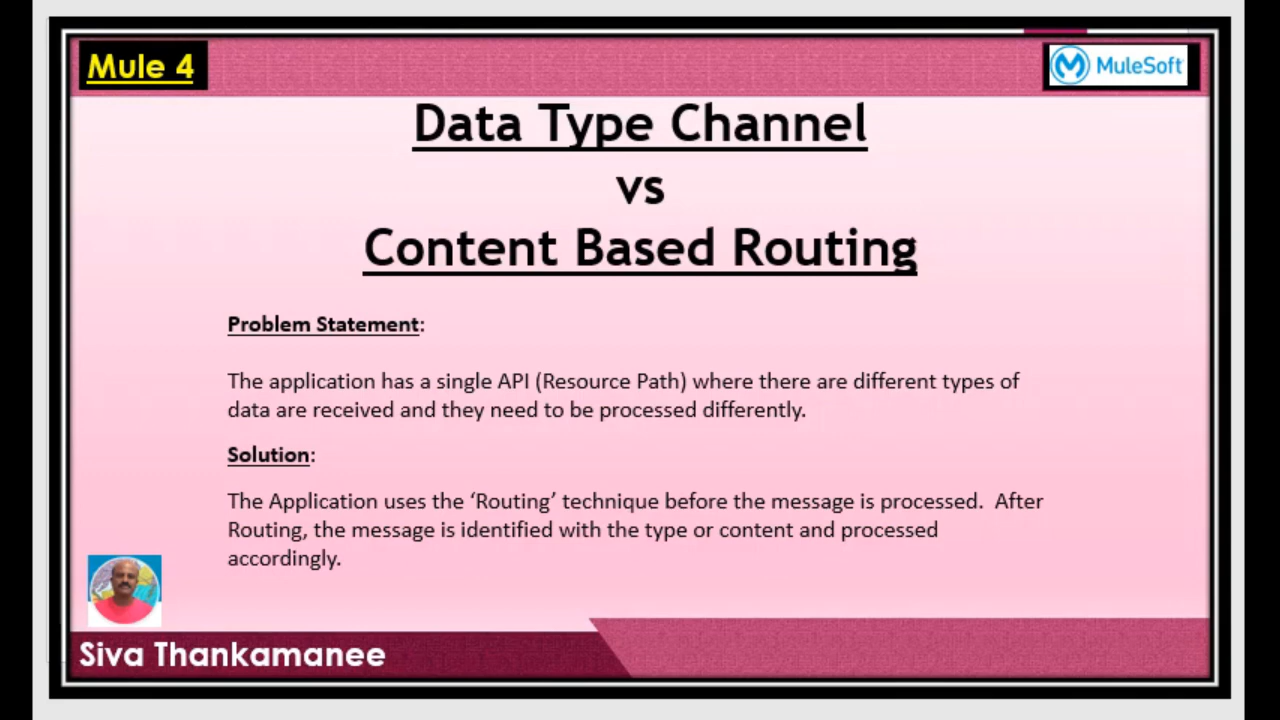 Mule 4
MuleSoft
Data Type Channel
vs
Content Based Routing
Problem Statement:
The application has a single API (Resource Path) where there are different types of
data are received and they need to be processed differently.
Solution:
The Application uses the ‘Routing’ technique before the message is processed.  After
Routing, the message is identified with the type or content and processed
accordingly.
Siva Thankamanee